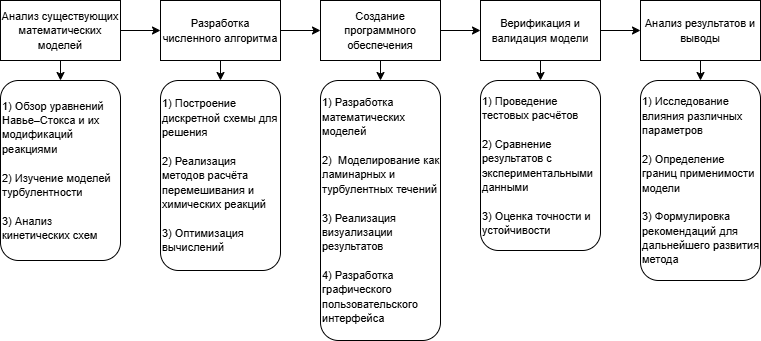 Анализ существующих
математических
моделей
Разработка
численного алгоритма
Создание
программного
обеспечения
Верификация и
валидация модели
Анализ результатов и
выводы
1) Обзор уравнений
Навье–Стокса и их
модификаций
реакциями
2) Изучение моделей
турбулентности
3) Анализ
кинетических схем
1) Построение
дискретной схемы для
решения
2) Реализация
методов расчёта
перемешивания и
химических реакций
3) Оптимизация
вычислений
1) Разработка
математических
моделей
2) Моделирование как
ламинарных и
турбулентных течений
3) Реализация
визуализации
результатов
4) Разработка
графического
пользовательского
интерфейса
1) Проведение
тестовых расчётов
2) Сравнение
результатов с
экспериментальными
данными
3) Оценка точности и
устойчивости
1) Исследование
влияния различных
параметров
2) Определение
границ применимости
модели
3) Формулировка
рекомендаций для
дальнейшего развития
метода